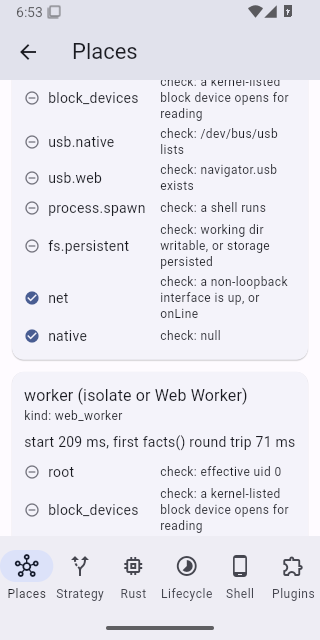 6:53
Places
check: a kernel-listed
block_devices
block device opens for
reading
usb.native
check: /dev/bus/usb
lists
usb.web
check: navigator.usb
exists
process.spawn
check: a shell runs
fs.persistent
check: working dir
writable, or storage
persisted
net
check: a non-loopback
interface is up, or
onLine
native
check: null
worker (isolate or Web Worker)
kind: web_worker
start 209 ms, first facts() round trip 71 ms
root
check: effective uid 0
block_devices
check: a kernel-listed
block device opens for
reading
Places
Strategy
Rust
Lifecycle
Shell
Plugins